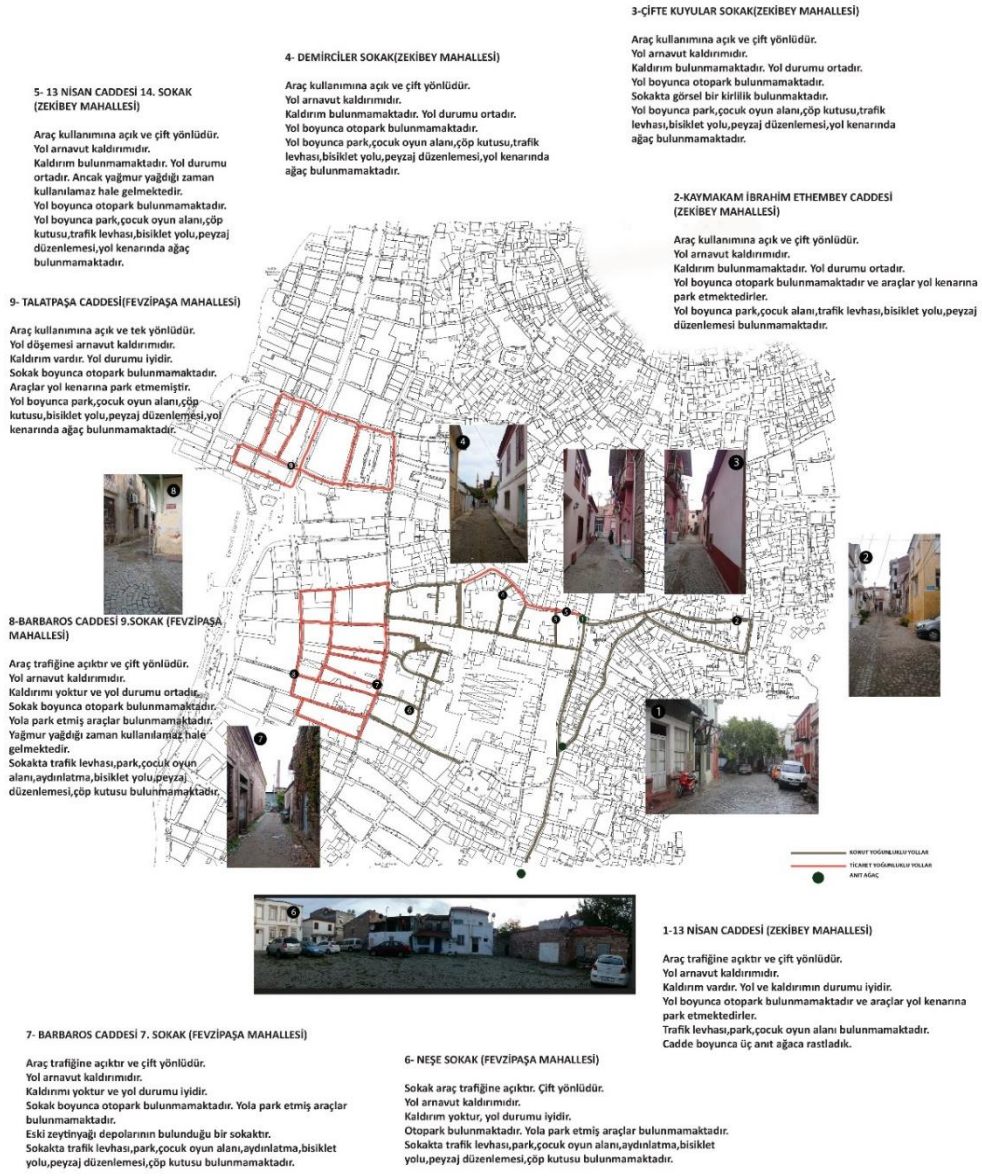 3-ÇİFTE KUYULAR SOKAK(ZEKİBEY MAHALLESİ)
Araç kullanımına açık ve çift yönlüdür.
Yol arnavut kaldırımıdır.
Kaldırım bulunmamaktadır. Yol durumu ortadır.
Yol boyunca otopark bulunmamaktadır.
Sokakta görsel bir kirlilik bulunmaktadır.
Yol boyunca park,çocuk oyun alanı,çöp kutusu,trafik
levhası,bisiklet yolu,peyzaj düzenlemesi,yol kenarında
ağaç bulunmamaktadır.
4- DEMİRCİLER SOKAK(ZEKİBEY MAHALLESİ)
Araç kullanımına açık ve çift yönlüdür.
Yol arnavut kaldırımıdır.
Kaldırım bulunmamaktadır. Yol durumu ortadır.
Yol boyunca otopark bulunmamaktadır.
Yol boyunca park,çocuk oyun alanı,çöp kutusu,trafik
levhası,bisiklet yolu,peyzaj düzenlemesi,yol kenarında
ağaç bulunmamaktadır.
5- 13 NİSAN CADDESİ 14. SOKAK
(ZEKİBEY MAHALLESİ)
Araç kullanımına açık ve çift yönlüdür.
Yol arnavut kaldırımıdır.
Kaldırım bulunmamaktadır. Yol durumu
ortadır. Ancak yağmur yağdığı zaman
kullanılamaz hale gelmektedir.
Yol boyunca otopark bulunmamaktadır.
Yol boyunca park,çocuk oyun alanı,çöp
kutusu,trafik levhası,bisiklet yolu,peyzaj
düzenlemesi,yol kenarında ağaç
bulunmamaktadır.
2-KAYMAKAM İBRAHİM ETHEMBEY CADDESİ
(ZEKİBEY MAHALLESİ)
Araç kullanımına açık ve çift yönlüdür.
Yol arnavut kaldırımıdır.
Kaldırım bulunmamaktadır. Yol durumu ortadır.
Yol boyunca otopark bulunmamaktadır ve araçlar yol kenarına
park etmektedirler.
Yol boyunca park,çocuk alanı,trafik levhası,bisiklet yolu,peyzaj
düzenlemesi bulunmamaktadır.
9- TALATPAŞA CADDESİ(FEVZİPAŞA MAHALLESİ)
Araç kullanımına açık ve tek yönlüdür.
Yol döşemesi arnavut kaldırımıdır.
Kaldırım vardır. Yol durumu iyidir.
Sokak boyunca otopark bulunmamaktadır.
Araçlar yol kenarına park etmemiştir.
Yol boyunca park,çocuk oyun alanı,çöp
kutusu,bisiklet yolu,peyzaj düzenlemesi,yol
kenarında ağaç bulunmamaktadır.
9
4
3
8
2
4
5
3
1
2
8
7
6
1
7
8-BARBAROS CADDESİ 9.SOKAK (FEVZİPAŞA
MAHALLESİ)
Araç trafiğine açıktır ve çift yönlüdür.
Yol arnavut kaldırımıdır.
Kaldırımı yoktur ve yol durumu ortadır.
Sokak boyunca otopark bulunmamaktadır.
Yola park etmiş araçlar bulunmamaktadır.
Yağmur yağdığı zaman kullanılamaz hale
gelmektedir.
Sokakta trafik levhası,park,çocuk oyun
alanı,aydınlatma,bisiklet yolu,peyzaj
düzenlemesi,çöp kutusu bulunmamaktadır.
KONUT YOĞUNLUKLU YOLLAR
TİCARET YOĞUNLUKLU YOLLAR
ANIT AĞAÇ
6
1-13 NİSAN CADDESİ (ZEKİBEY MAHALLESİ)
Araç trafiğine açıktır ve çift yönlüdür.
Yol arnavut kaldırımıdır.
Kaldırım vardır. Yol ve kaldırımın durumu iyidir.
Yol boyunca otopark bulunmamaktadır ve araçlar yol kenarına
park etmektedirler.
Trafik levhası,park,çocuk oyun alanı bulunmamaktadır.
Cadde boyunca üç anıt ağaca rastladık.
7- BARBAROS CADDESİ 7. SOKAK (FEVZİPAŞA MAHALLESİ)
Araç trafiğine açıktır ve çift yönlüdür.
Yol arnavut kaldırımıdır.
Kaldırımı yoktur ve yol durumu iyidir.
Sokak boyunca otopark bulunmamaktadır. Yola park etmiş araçlar
bulunmamaktadır.
Eski zeytinyağı depolarının bulunduğu bir sokaktır.
Sokakta trafik levhası,park,çocuk oyun alanı,aydınlatma,bisiklet
yolu,peyzaj düzenlemesi,çöp kutusu bulunmamaktadır.
6- NEŞE SOKAK (FEVZİPAŞA MAHALLESİ)
Sokak araç trafiğine açıktır. Çift yönlüdür.
Yol arnavut kaldırımıdır.
Kaldırım yoktur, yol durumu iyidir.
Otopark bulunmaktadır. Yola park etmiş araçlar bulunmamaktadır.
Sokakta trafik levhası,park,çocuk oyun alanı,aydınlatma,bisiklet
yolu,peyzaj düzenlemesi,çöp kutusu bulunmamaktadır.